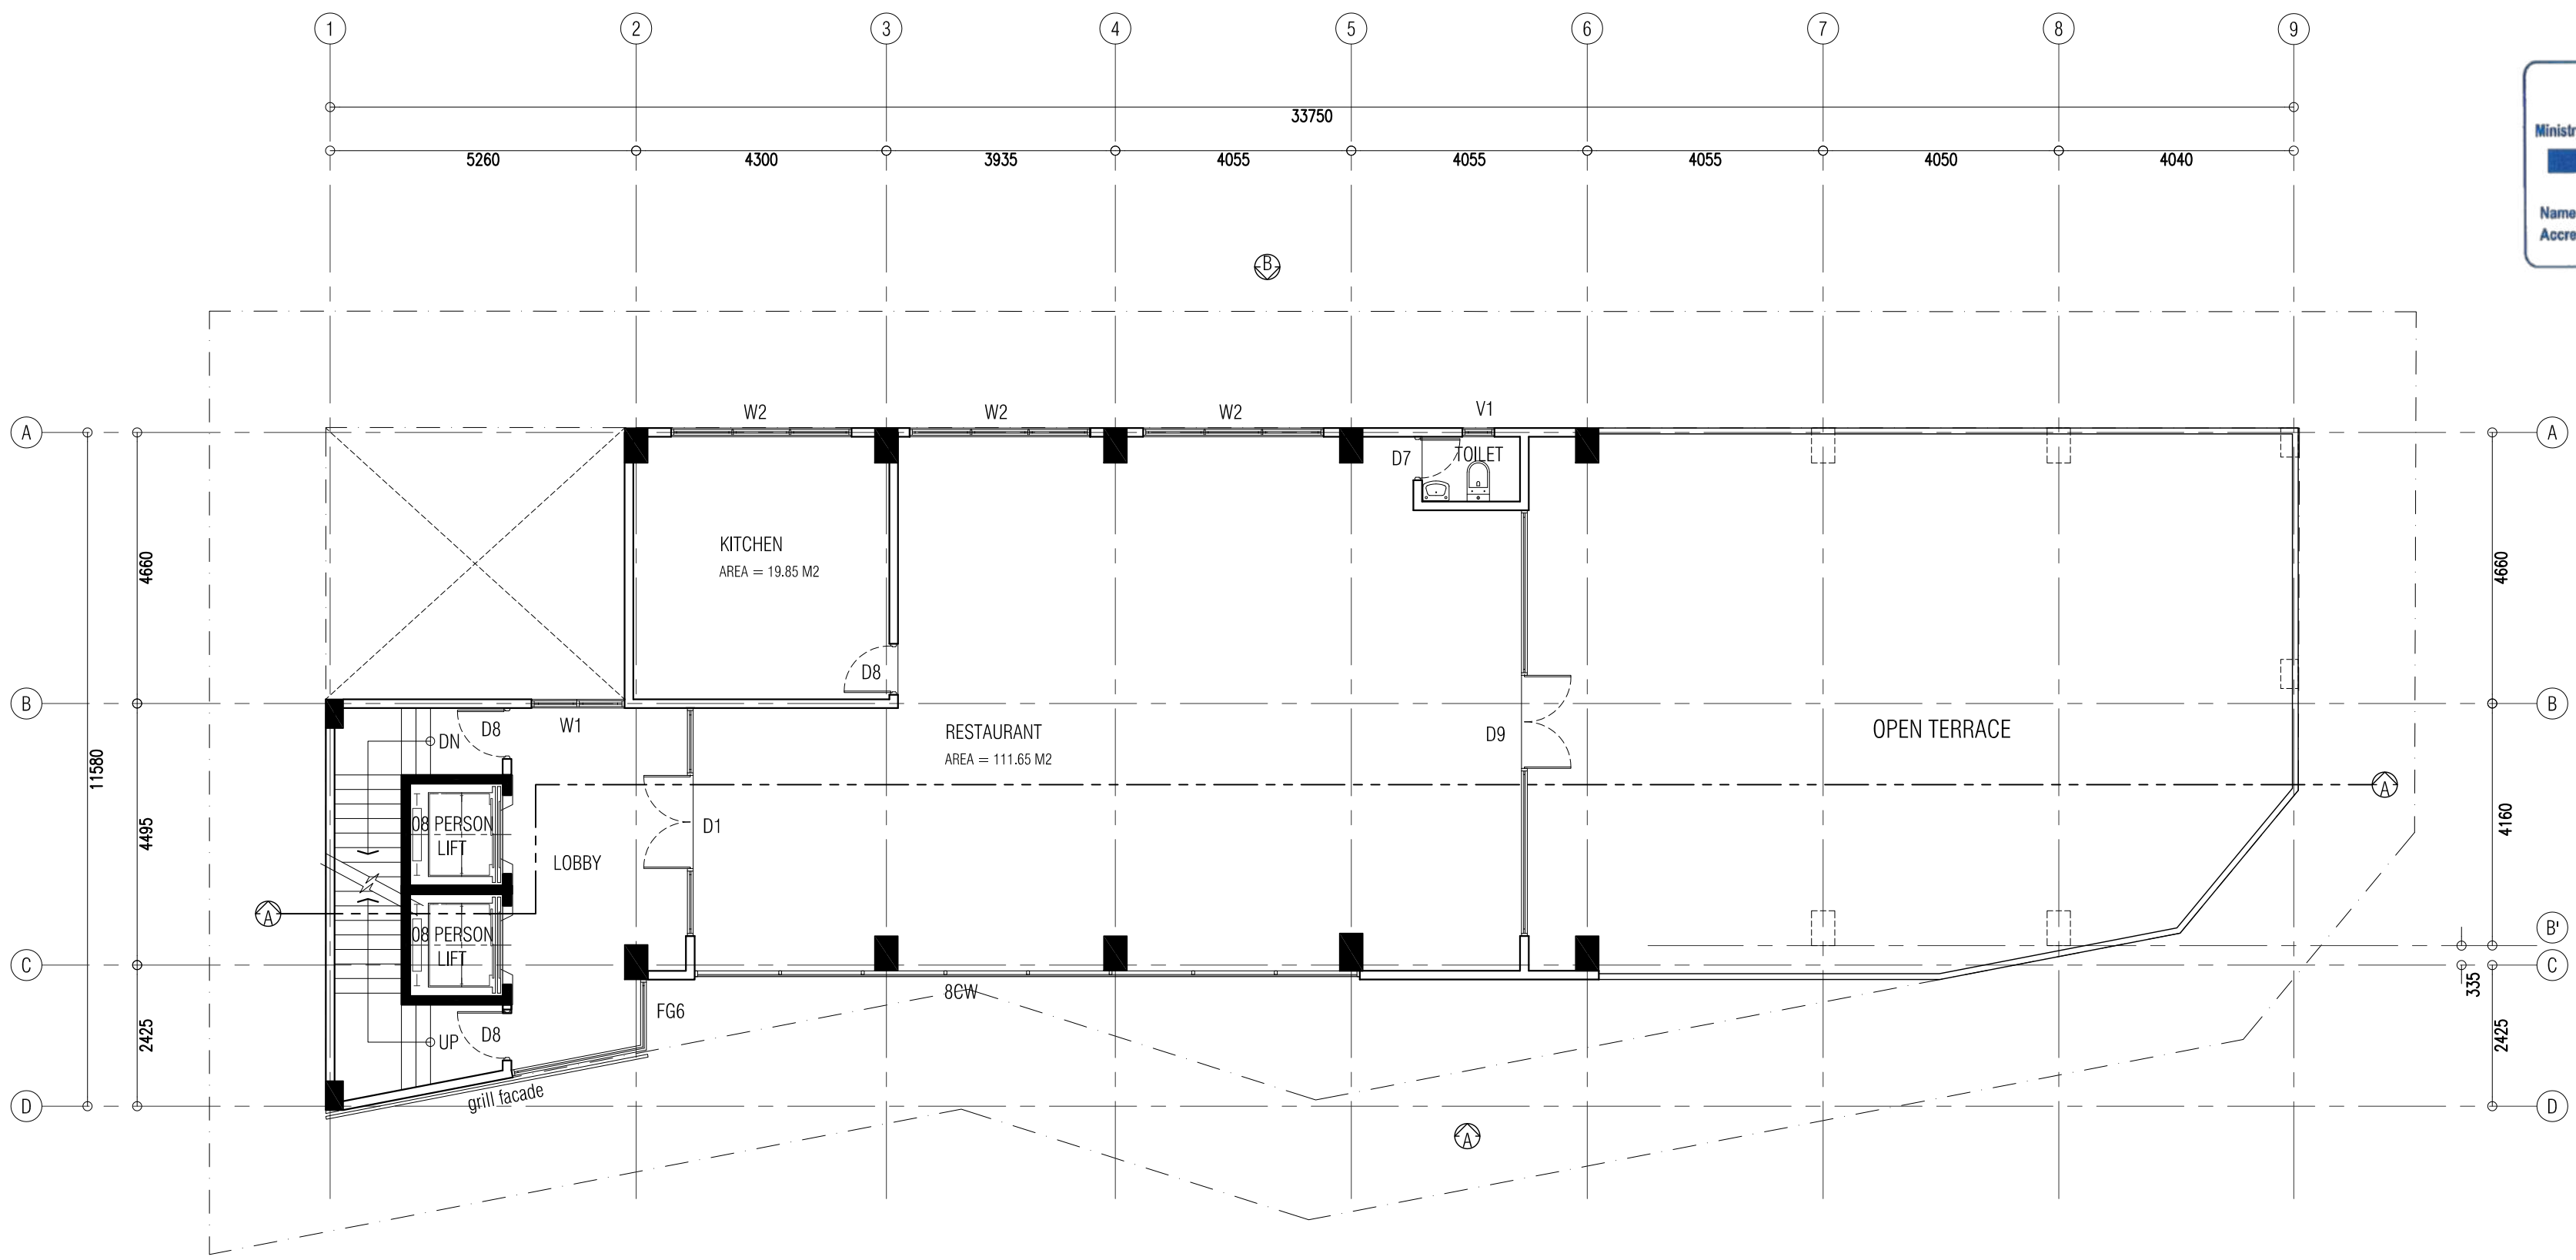 1 2 3 4 5 6 7 8 9
33750
5260 4300 3935 4055 4055 4055 4050 4040
Name
B
W2 W2 W2 V1
A A
D7 TOILET
KITCHEN
AREA = 19.85 M2
4660 4660
D8
B B
W1
D8
DN
RESTAURANT
AREA = 111.65 M2
D9
OPEN TERRACE
11580
A
4495 4160
08 PERSON
LIFT
D1
LOBBY
A
08 PERSON
LIFT
B'
C C
335
8CW
FG6
2425 2425
UP
D8
grill facade
D D
A